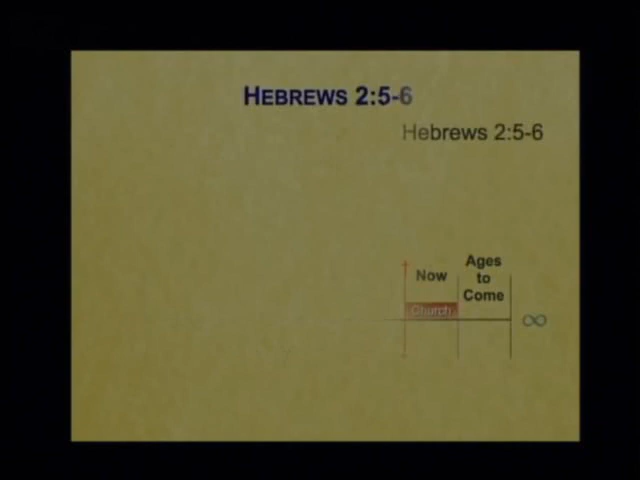 HEBREWS 2:5-6
Hebrews 2:5-6
Now
Ages
to
Come
Church
∞